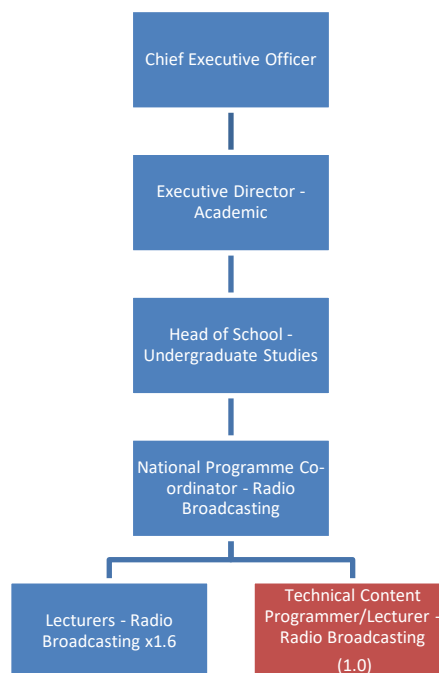 Chief Executive Officer
Executive Director -
Academic
Head of School -
Undergraduate Studies
National Programme Co-
ordinator - Radio
Broadcasting
Lecturers - Radio
Broadcasting x1.6
Technical Content
Programmer/Lecturer -
Radio Broadcasting
(1.0)